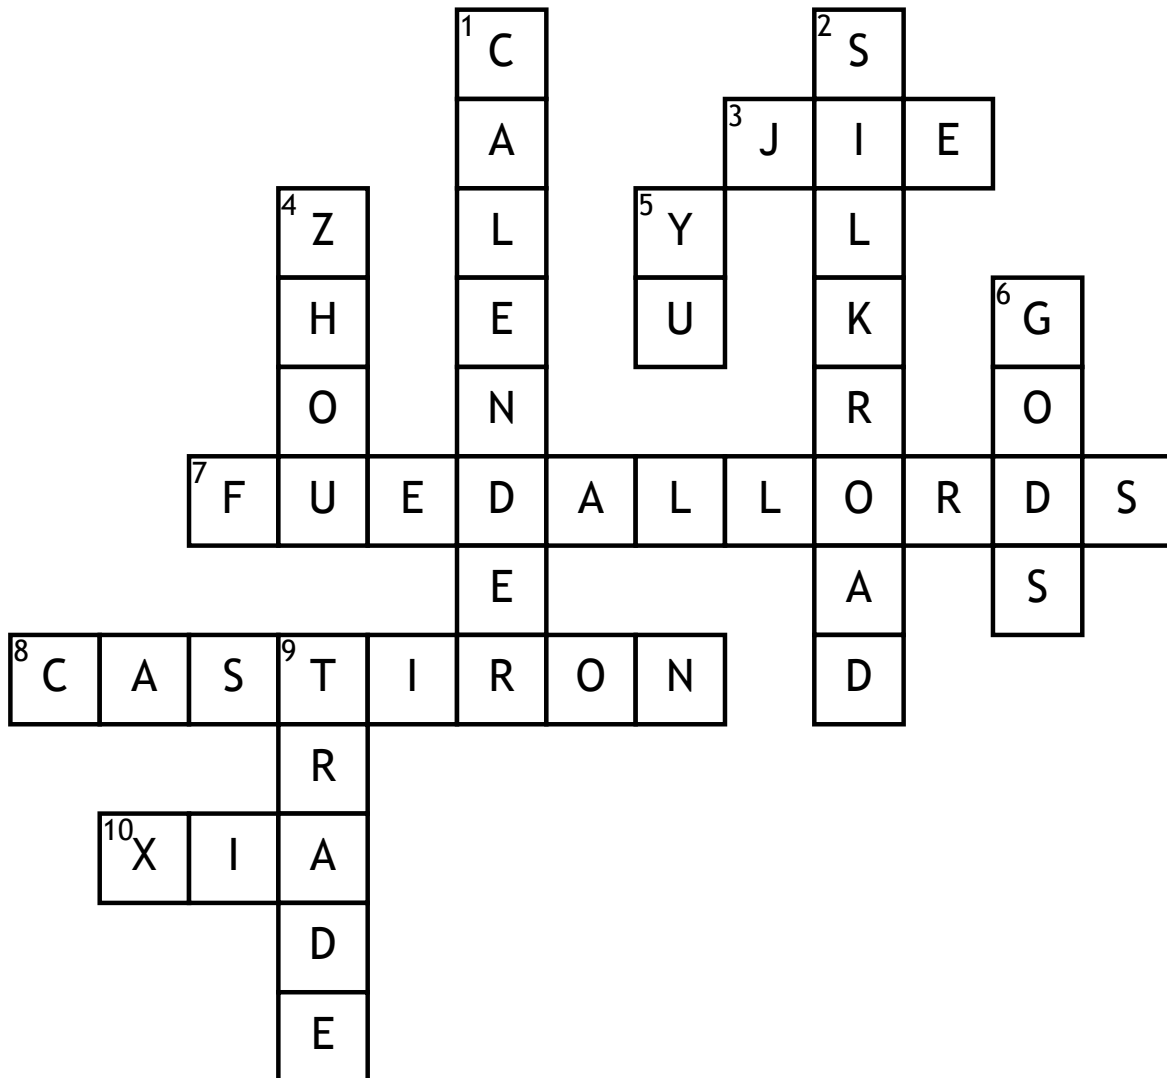 1 C 2 S
A 3 J I E
4 Z L 5 Y L
H E U K 6 G
O N R O
7 F U E D A L L O R D S
E A S
8 C A S 9 T I R O N D
R
10 X I A
D
E